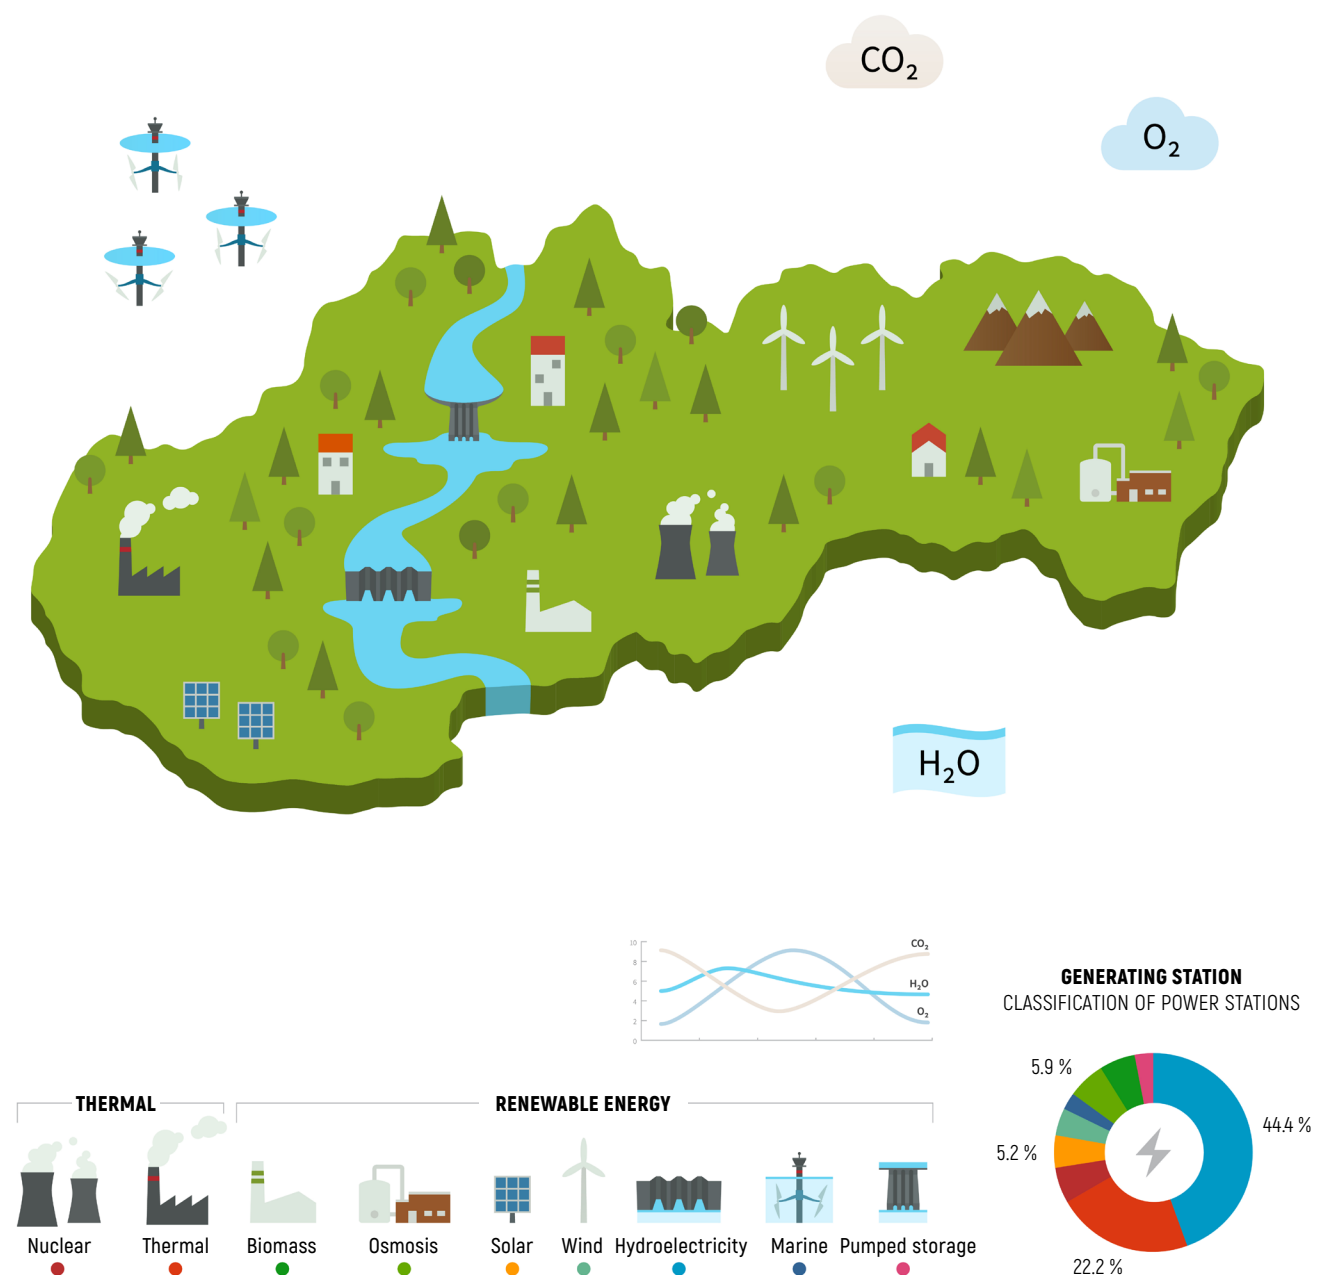 CO₂
O₂
H₂O
10
8
6
4
2
0
CO₂
H₂O
O₂
GENERATING STATION
CLASSIFICATION OF POWER STATIONS
5.9 %
44.4 %
5.2 %
22.2 %
THERMAL
RENEWABLE ENERGY
Nuclear
Thermal
Biomass
Osmosis
Solar
Wind
Hydroelectricity
Marine
Pumped storage